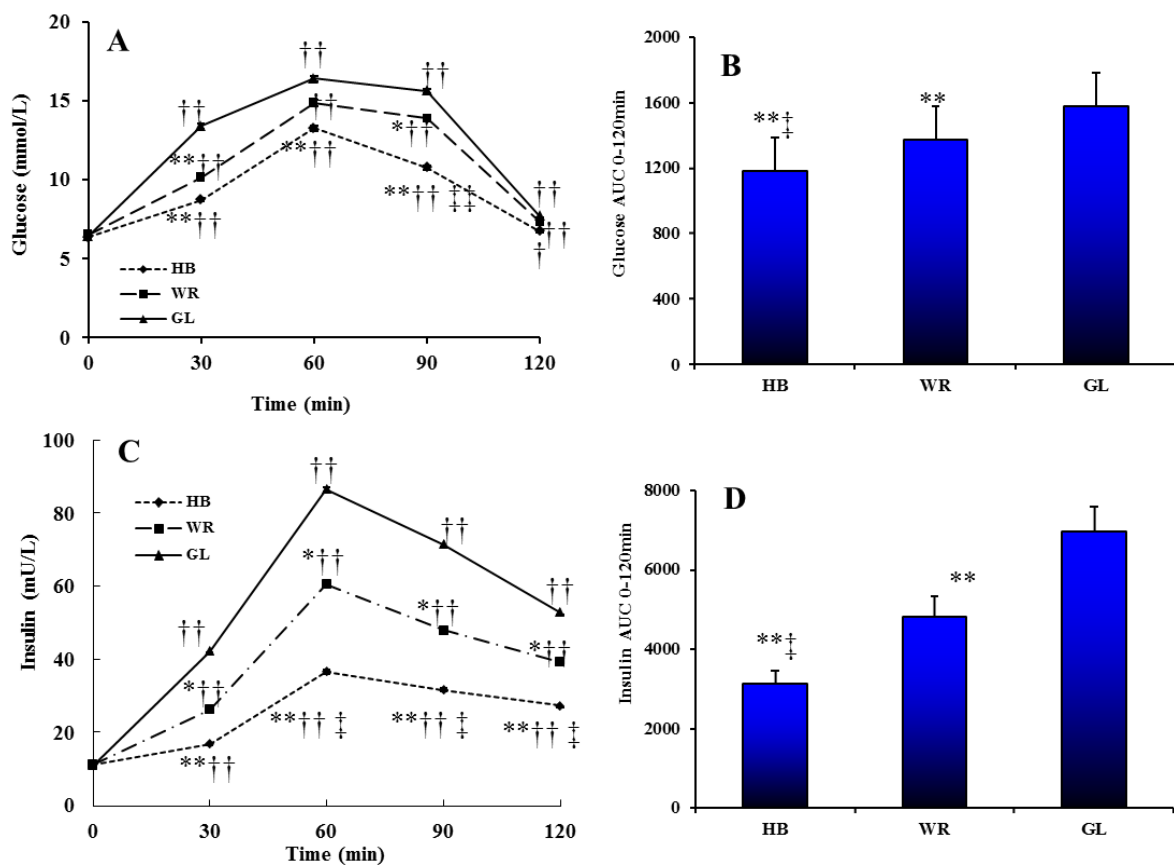 A
Glucose (mmol/L)
20
15
10
5
0
††
††
††
††
**††
††
*††
**††
**††
**†† ‡‡
††
†
HB
WR
GL
0 30 60 90 120
Time (min)
B
Glucose AUC 0-120min
2000
1600
1200
800
400
0
**‡
**
HB WR GL
C
Insulin (mU/L)
100
80
60
40
20
0
HB
WR
GL
††
††
††
††
*††
*††
*††
*††
**††
**†† ‡
**†† ‡
**†† ‡
0 30 60 90 120
Time (min)
D
Insulin AUC 0-120min
8000
6000
4000
2000
0
**‡
**
HB WR GL